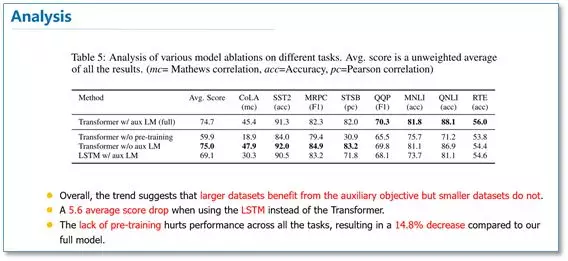 Analysis
Table 5: Analysis of various model ablations on different tasks. Avg. score is a unweighted average
of all the results. (mc= Mathews correlation, acc=Accuracy, pc=Pearson correlation)
Method Avg. Score CoLA SST2 MRPC STSB QQP MNLI QNLI RTE
(mc) (acc) (F1) (pc) (F1) (acc) (acc) (acc)
Transformer w/ aux LM (full) 74.7 45.4 91.3 82.3 82.0 70.3 81.8 88.1 56.0
Transformer w/o pre-training 59.9 18.9 84.0 79.4 30.9 65.5 75.7 71.2 53.8
Transformer w/o aux LM 75.0 47.9 92.0 84.9 83.2 69.8 81.1 86.9 54.4
LSTM w/ aux LM 69.1 30.3 90.5 83.2 71.8 68.1 73.7 81.1 54.6
Overall, the trend suggests that larger datasets benefit from the auxiliary objective but smaller datasets do not.
A 5.6 average score drop when using the LSTM instead of the Transformer.
The lack of pre-training hurts performance across all the tasks, resulting in a 14.8% decrease compared to our
full model.